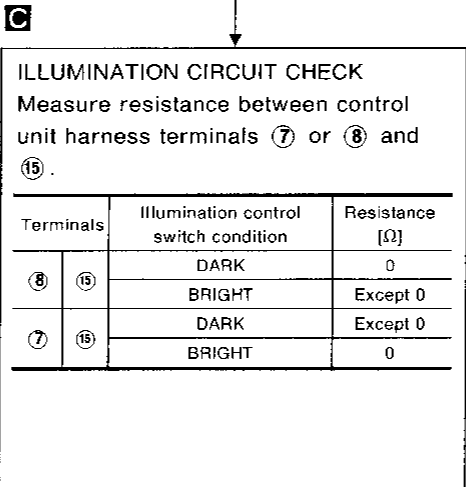 C
ILLUMINATION CIRCUIT CHECK
Measure resistance between control
unit harness terminals ⑦ or ⑧ and
⑮ .
Terminals Illumination control switch condition Resistance [Ω]
⑧ ⑮ DARK 0
BRIGHT Except 0
⑦ ⑮ DARK Except 0
BRIGHT 0